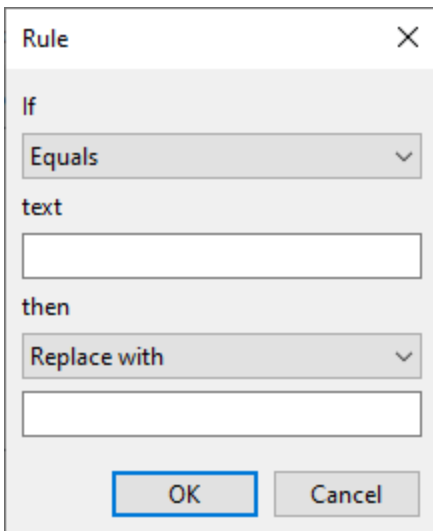 Rule
If
Equals
text
then
Replace with
OK Cancel